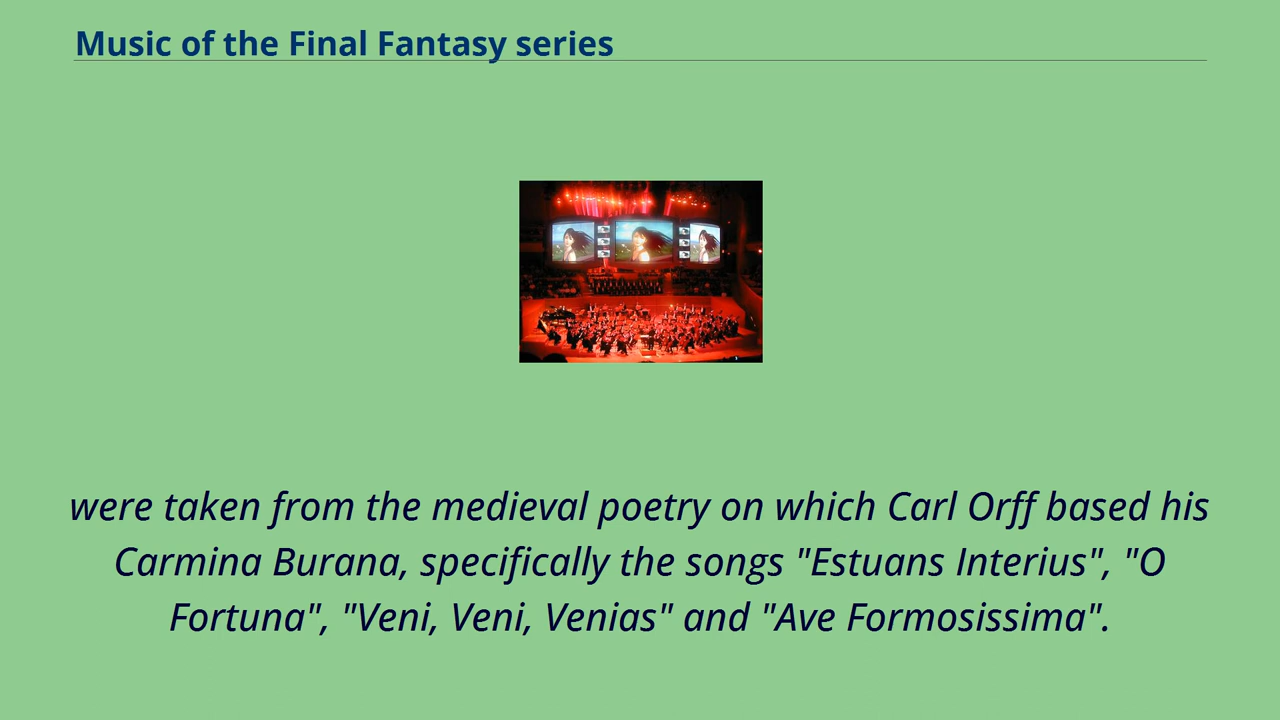 Music of the Final Fantasy series
were taken from the medieval poetry on which Carl Orff based his
Carmina Burana, specifically the songs "Estuans Interius", "O
Fortuna", "Veni, Veni, Venias" and "Ave Formosissima".